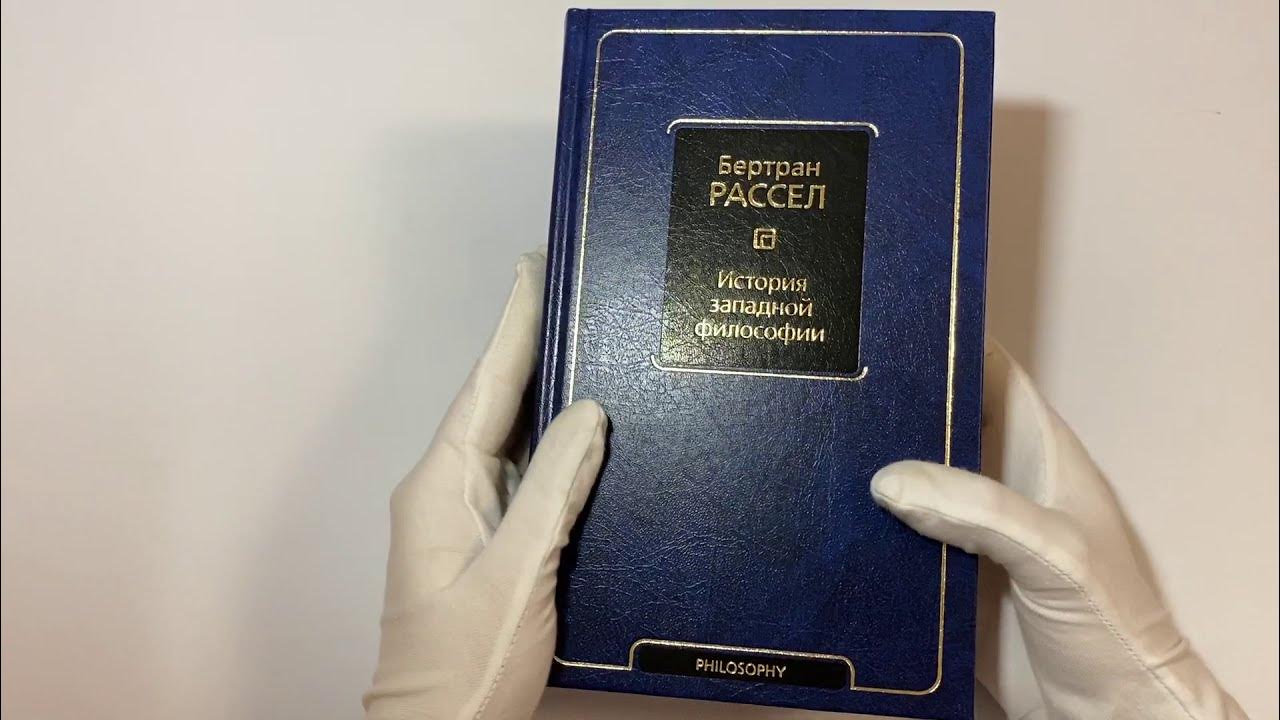 Бертран
РАССЕЛ
История
западной
философии
PHILOSOPHY